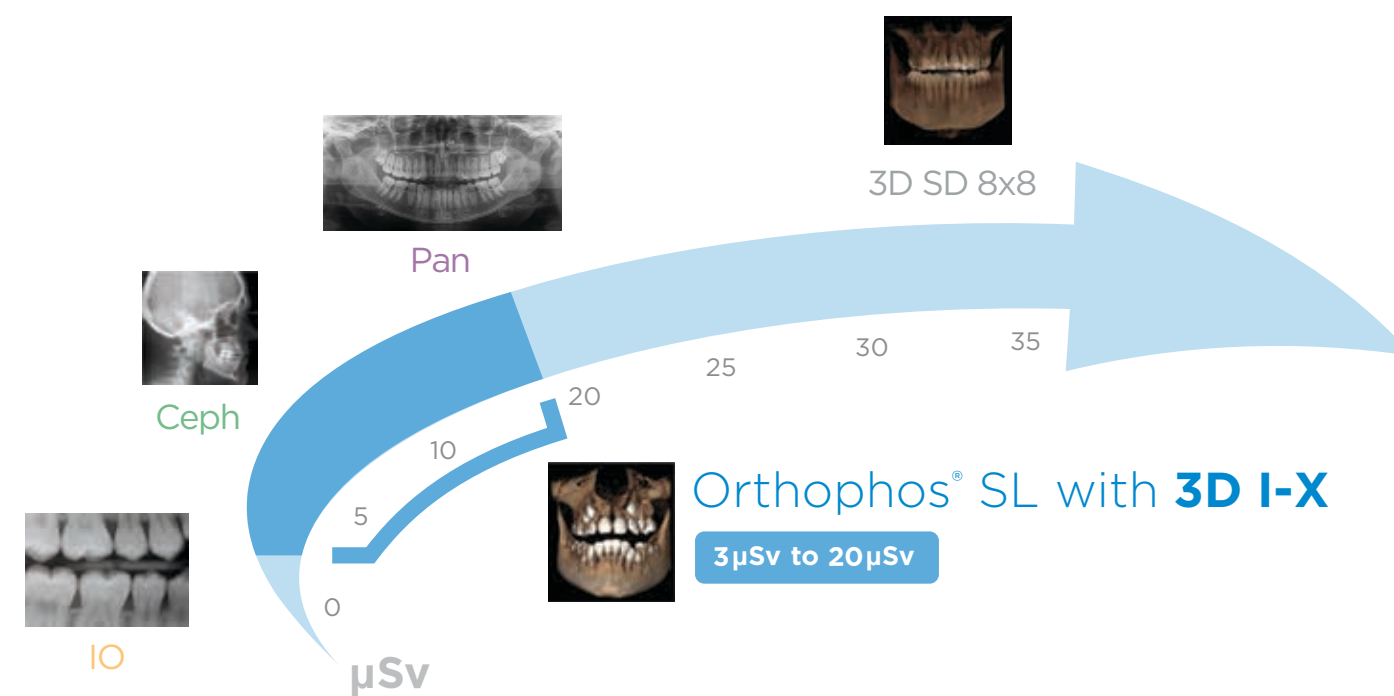 3D SD 8x8
Pan
Ceph
IO
0
5
10
20
25
30
35
µSv
Orthophos® SL with 3D I-X
3µSv to 20µSv